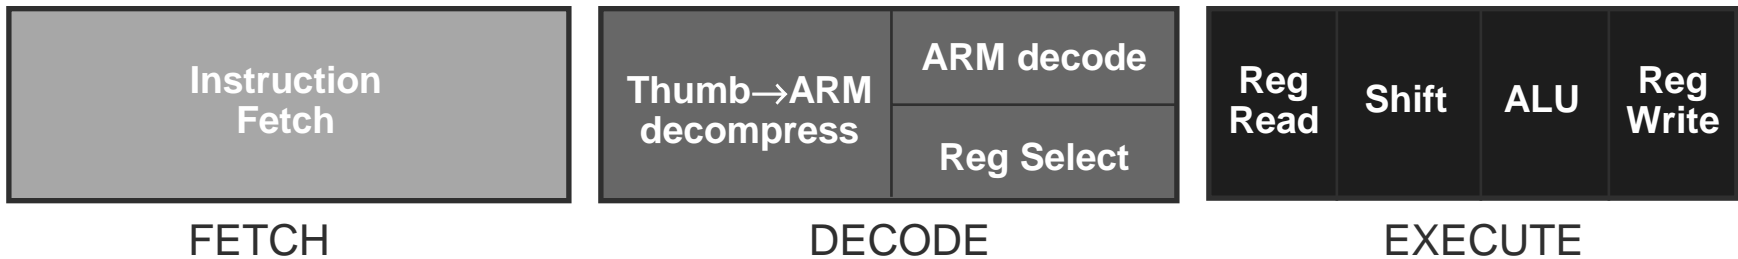 Instruction
Fetch
Thumb→ARM
decompress
ARM decode
Reg Select
Reg
Read
Shift
ALU
Reg
Write
FETCH
DECODE
EXECUTE